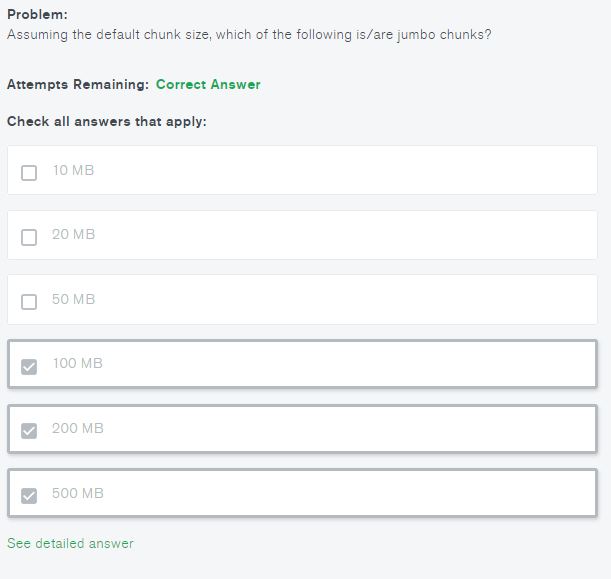 Problem:
Assuming the default chunk size, which of the following is/are jumbo chunks?
Attempts Remaining: Correct Answer
Check all answers that apply:
10 MB
20 MB
50 MB
100 MB
200 MB
500 MB
See detailed answer